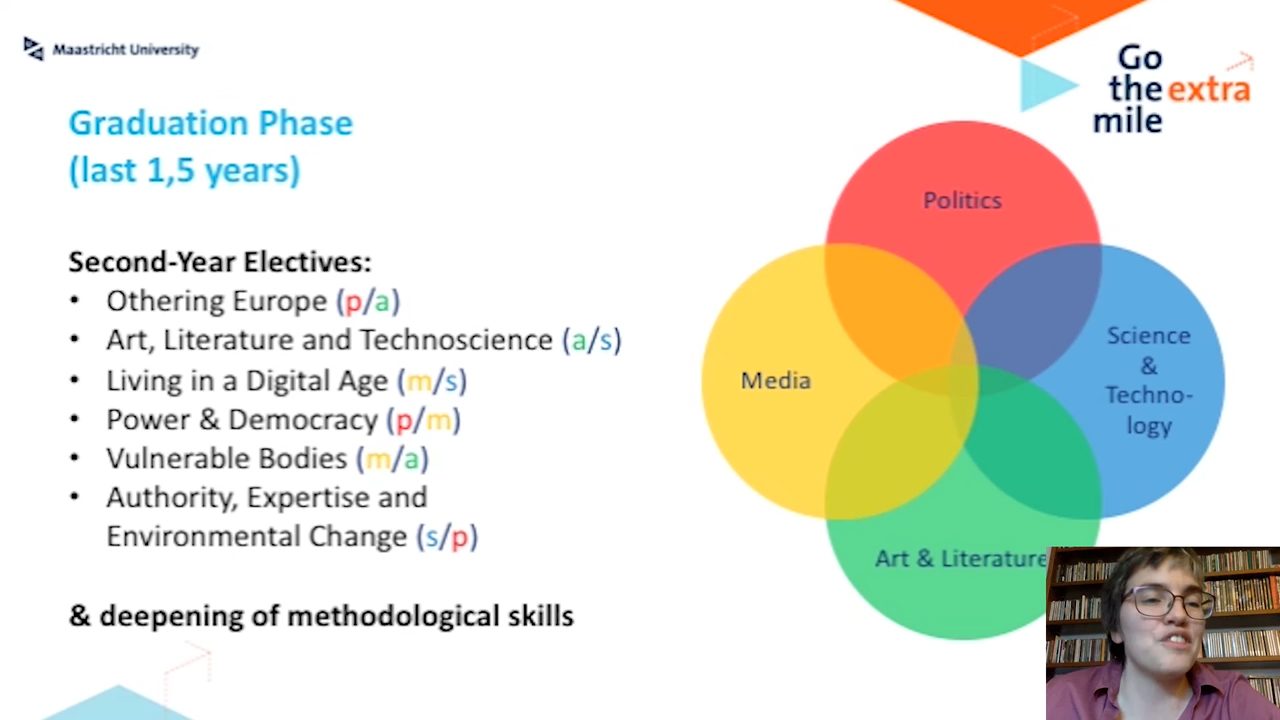 Maastricht University
Go
the extra
mile
Graduation Phase
(last 1,5 years)
Second-Year Electives:
• Othering Europe (p/a)
• Art, Literature and Technoscience (a/s)
• Living in a Digital Age (m/s)
• Power & Democracy (p/m)
• Vulnerable Bodies (m/a)
• Authority, Expertise and
Environmental Change (s/p)
& deepening of methodological skills
Politics
Media
Science
&
Techno-
logy
Art & Literature